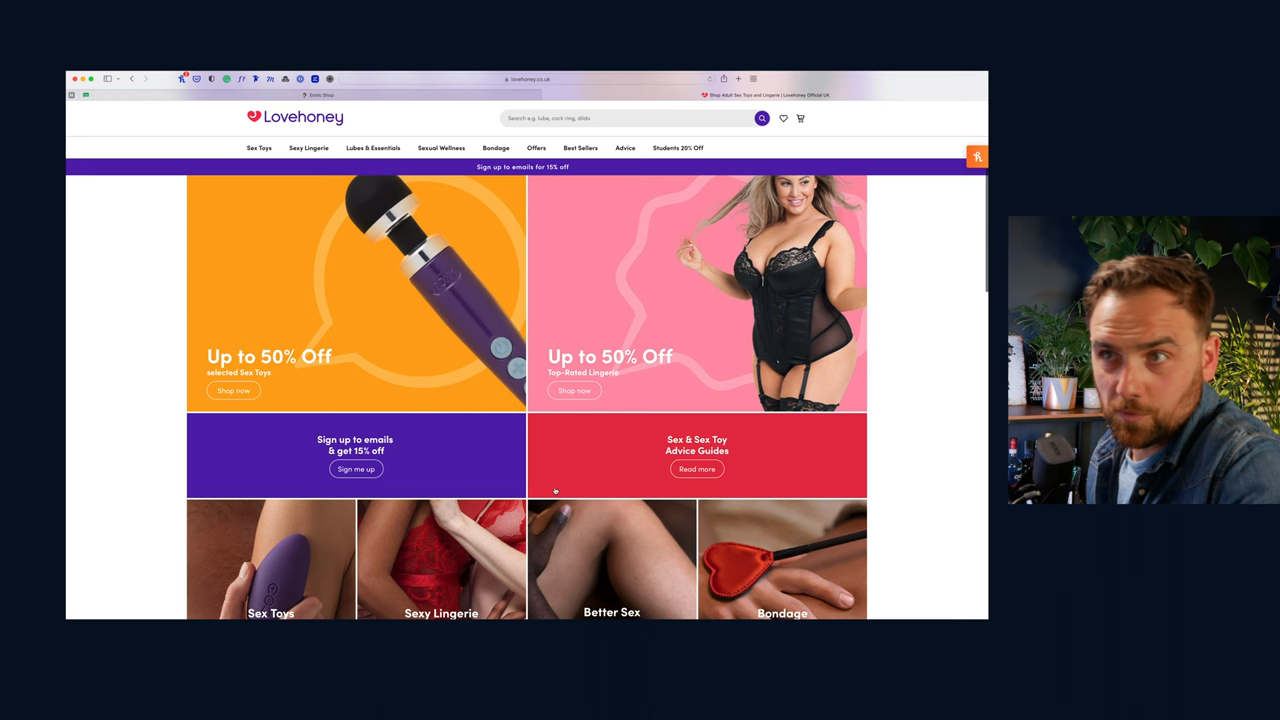 lovehoney.co.uk
Erotic Shop
Shop Adult Sex Toys and Lingerie | Lovehoney Official UK
Lovehoney
Search e.g. lube, cock ring, dildo
Sex Toys Sexy Lingerie Lubes & Essentials Sexual Wellness Bondage Offers Best Sellers Advice Students 20% Off
Sign up to emails for 15% off
Up to 50% Off
selected Sex Toys
Shop now
Up to 50% Off
Top-Rated Lingerie
Shop now
Sign up to emails
& get 15% off
Sign me up
Sex & Sex Toy
Advice Guides
Read more
Sex Toys
Sexy Lingerie
Better Sex
Bondage